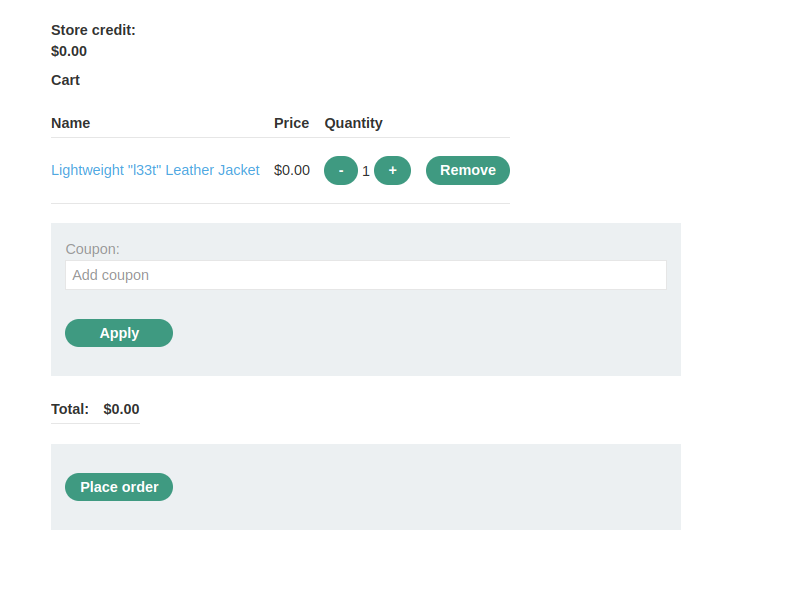 Store credit:
$0.00
Cart
Name Price Quantity
Lightweight "l33t" Leather Jacket $0.00 - 1 + Remove
Coupon:
Add coupon
Apply
Total: $0.00
Place order